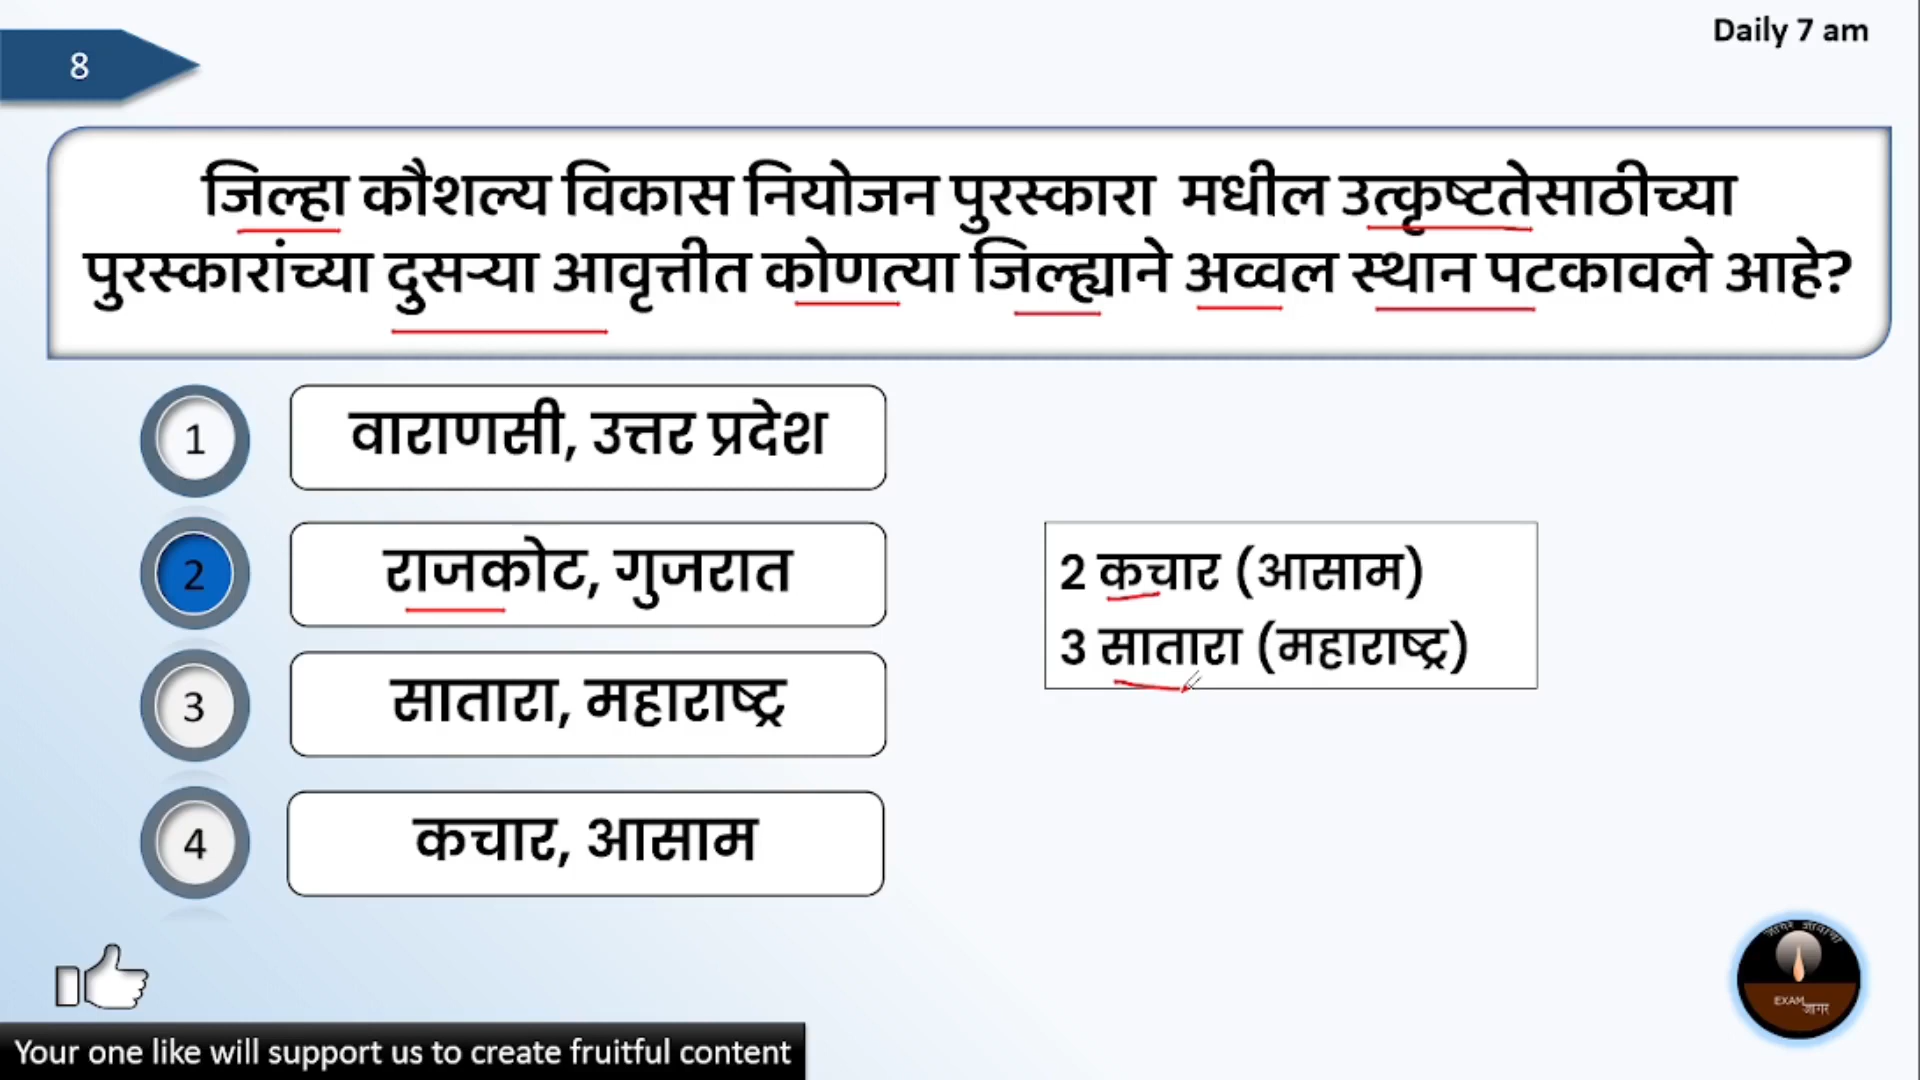 Daily 7 am
8
जिल्हा कौशल्य विकास नियोजन पुरस्कारा मधील उत्कृष्टतेसाठीच्या
पुरस्कारांच्या दुसऱ्या आवृत्तीत कोणत्या जिल्ह्याने अव्वल स्थान पटकावले आहे?
1
वाराणसी, उत्तर प्रदेश
2
राजकोट, गुजरात
3
सातारा, महाराष्ट्र
4
कचार, आसाम
2 कचार (आसाम)
3 सातारा (महाराष्ट्र)
EXAM
जागर
Your one like will support us to create fruitful content